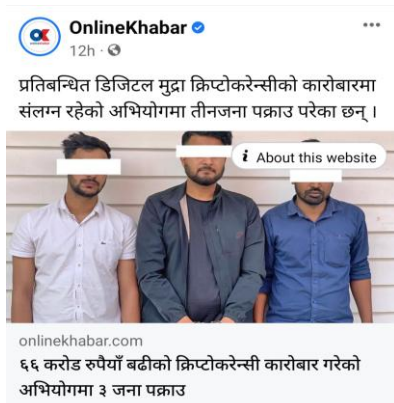 OnlineKhabar
12h
प्रतिबन्धित डिजिटल मुद्रा क्रिप्टोकरेन्सीको कारोबारमा
संलग्न रहेको अभियोगमा तीनजना पक्राउ परेका छन् ।
i About this website
onlinekhabar.com
६६ करोड रुपैयाँ बढीको क्रिप्टोकरेन्सी कारोबार गरेको
अभियोगमा ३ जना पक्राउ